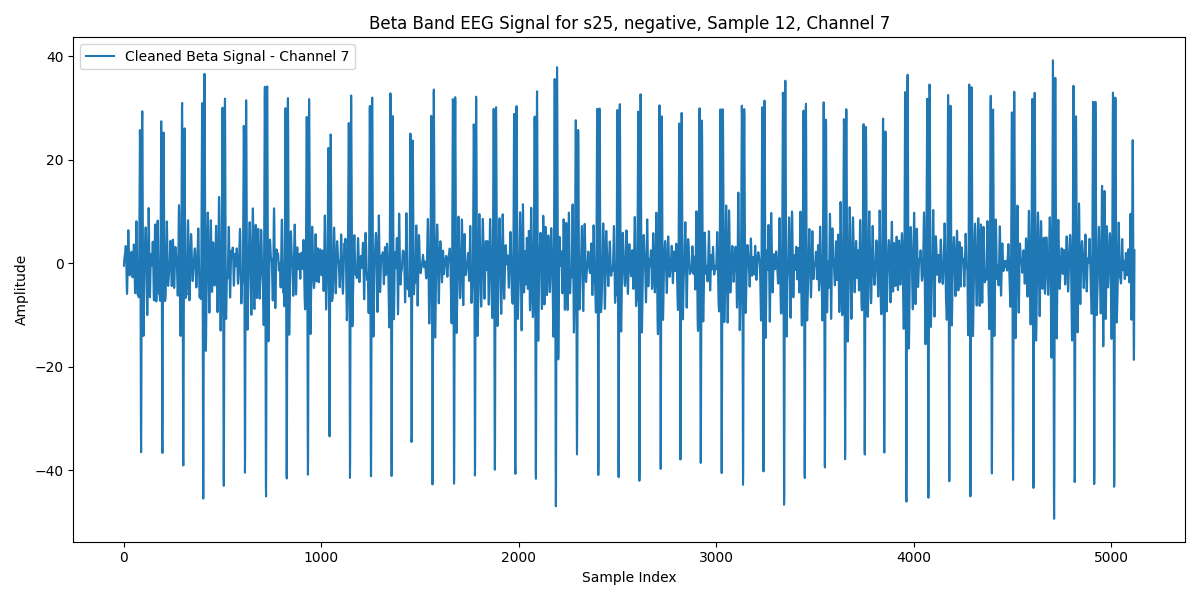 Beta Band EEG Signal for s25, negative, Sample 12, Channel 7
Cleaned Beta Signal - Channel 7
40
20
0
−20
−40
Amplitude
0 1000 2000 3000 4000 5000
Sample Index